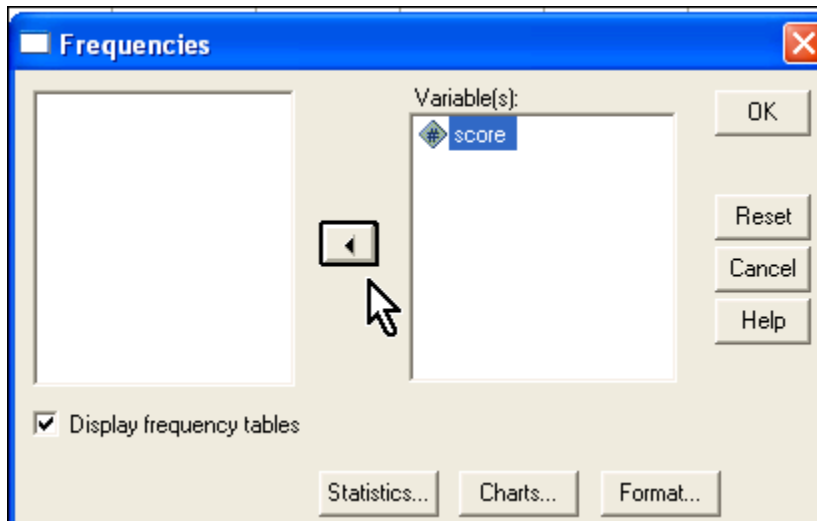 Frequencies
Variable(s):
score
OK
Reset
Cancel
Help
Display frequency tables
Statistics...
Charts...
Format...